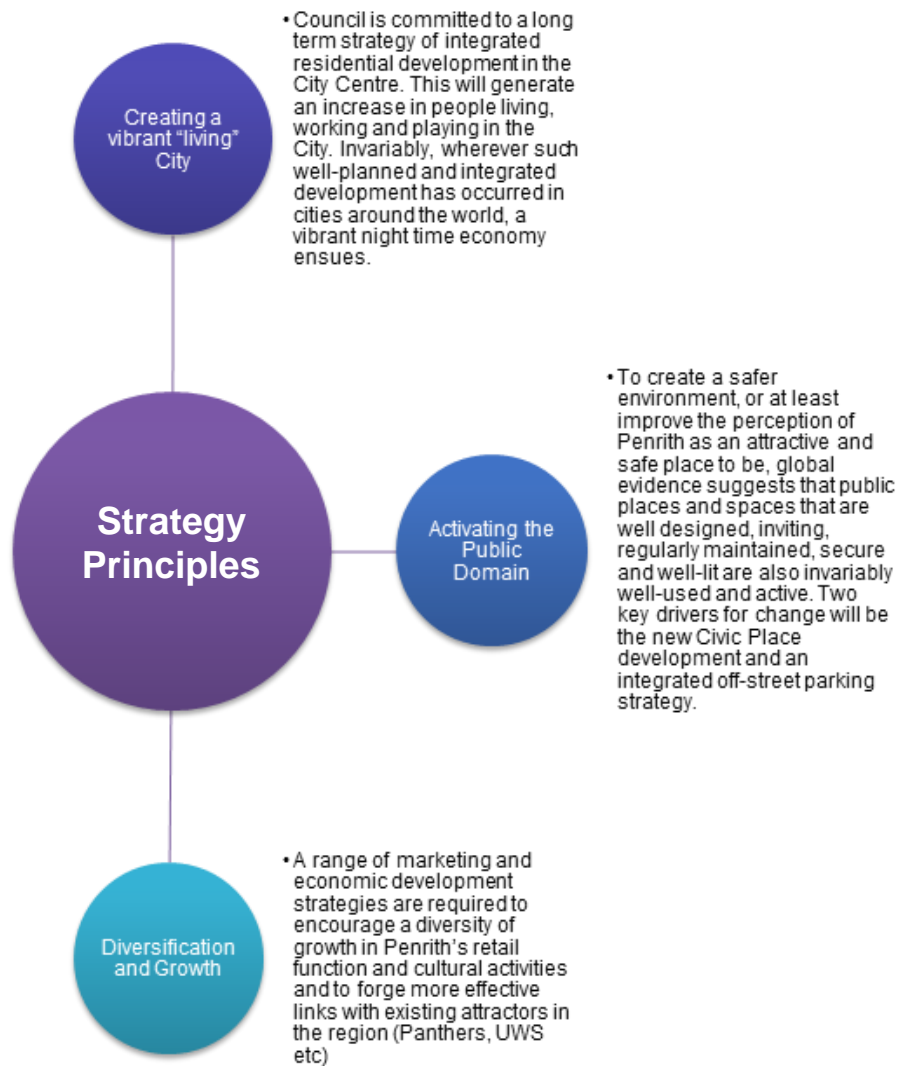 Creating a
vibrant “living”
City
• Council is committed to a long
term strategy of integrated
residential development in the
City Centre. This will generate
an increase in people living,
working and playing in the
City. Invariably, wherever such
well-planned and integrated
development has occurred in
cities around the world, a
vibrant night time economy
ensues.
Strategy
Principles
Activating the
Public
Domain
• To create a safer
environment, or at least
improve the perception of
Penrith as an attractive and
safe place to be, global
evidence suggests that public
places and spaces that are
well designed, inviting,
regularly maintained, secure
and well-lit are also invariably
well-used and active. Two
key drivers for change will be
the new Civic Place
development and an
integrated off-street parking
strategy.
Diversification
and Growth
• A range of marketing and
economic development
strategies are required to
encourage a diversity of
growth in Penrith’s retail
function and cultural activities
and to forge more effective
links with existing attractors in
the region (Panthers, UWS
etc)